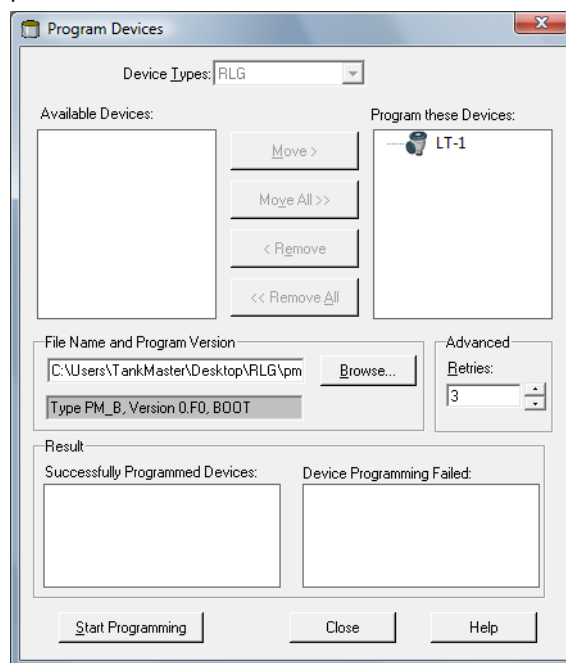 Program Devices
Device Types: RLG
Available Devices:
Program these Devices:
LT-1
Move >
Move All >>
< Remove
<< Remove All
File Name and Program Version
C:\Users\TankMaster\Desktop\RLG\pm
Browse...
Type PM_B, Version 0.F0, BOOT
Advanced
Retries:
3
Result
Successfully Programmed Devices:
Device Programming Failed:
Start Programming
Close
Help